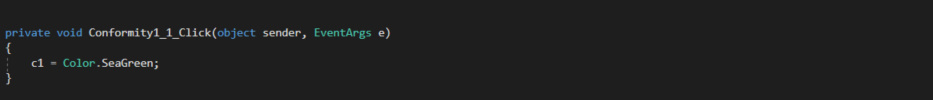 private void Conformity1_1_Click(object sender, EventArgs e)
{
c1 = Color.SeaGreen;
}